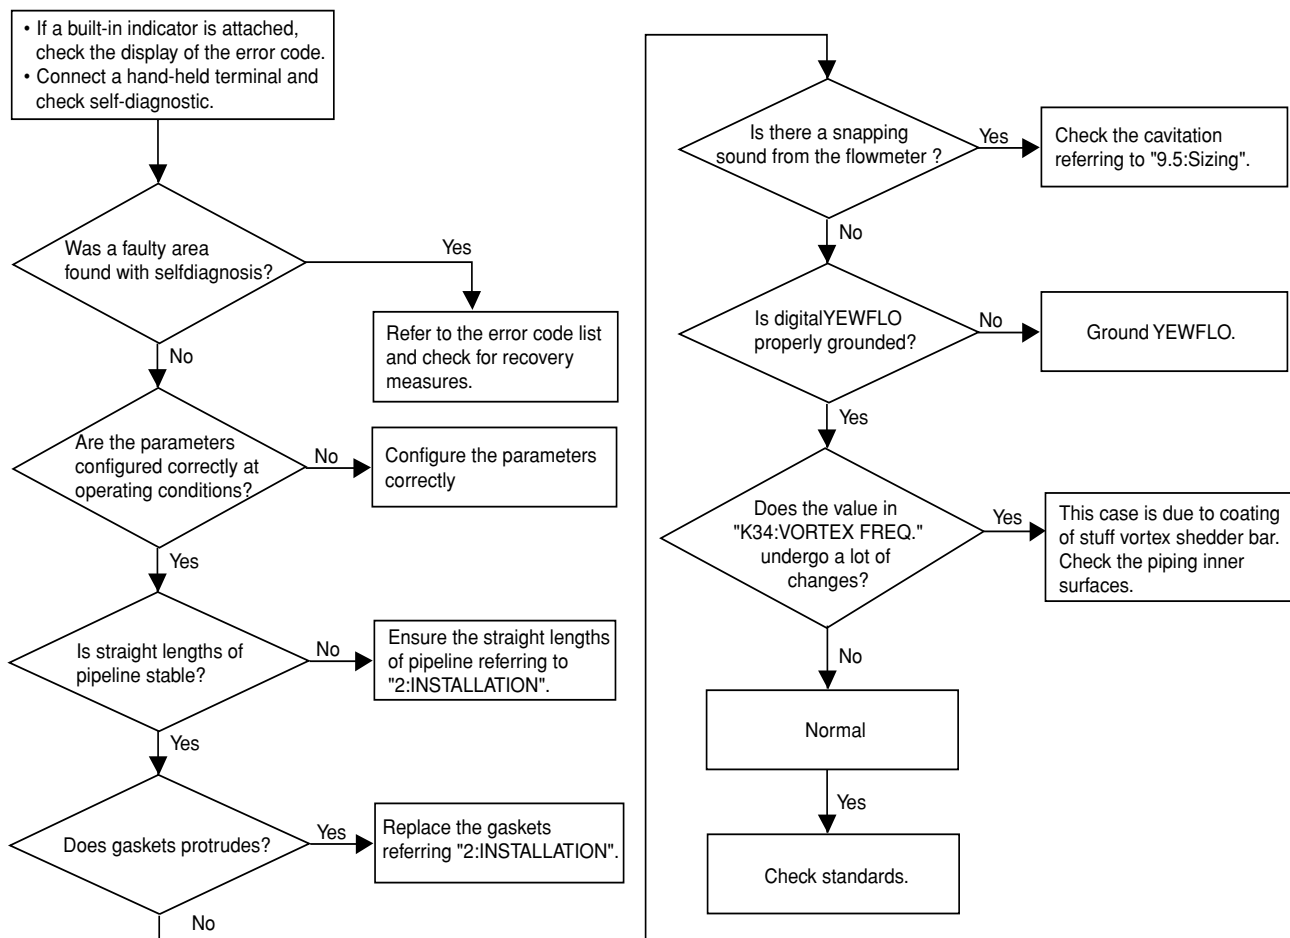 • If a built-in indicator is attached,
check the display of the error code.
• Connect a hand-held terminal and
check self-diagnostic.
Was a faulty area
found with selfdiagnosis?
Yes
Refer to the error code list
and check for recovery
measures.
No
Are the parameters
configured correctly at
operating conditions?
No
Configure the parameters
correctly
Yes
Is straight lengths of
pipeline stable?
No
Ensure the straight lengths
of pipeline referring to
"2:INSTALLATION".
Yes
Does gaskets protrudes?
Yes
Replace the gaskets
referring "2:INSTALLATION".
No
Is there a snapping
sound from the flowmeter ?
Yes
Check the cavitation
referring to "9.5:Sizing".
No
Is digitalYEWFLO
properly grounded?
No
Ground YEWFLO.
Yes
Does the value in
"K34:VORTEX FREQ."
undergo a lot of
changes?
Yes
This case is due to coating
of stuff vortex shedder bar.
Check the piping inner
surfaces.
No
Normal
Yes
Check standards.